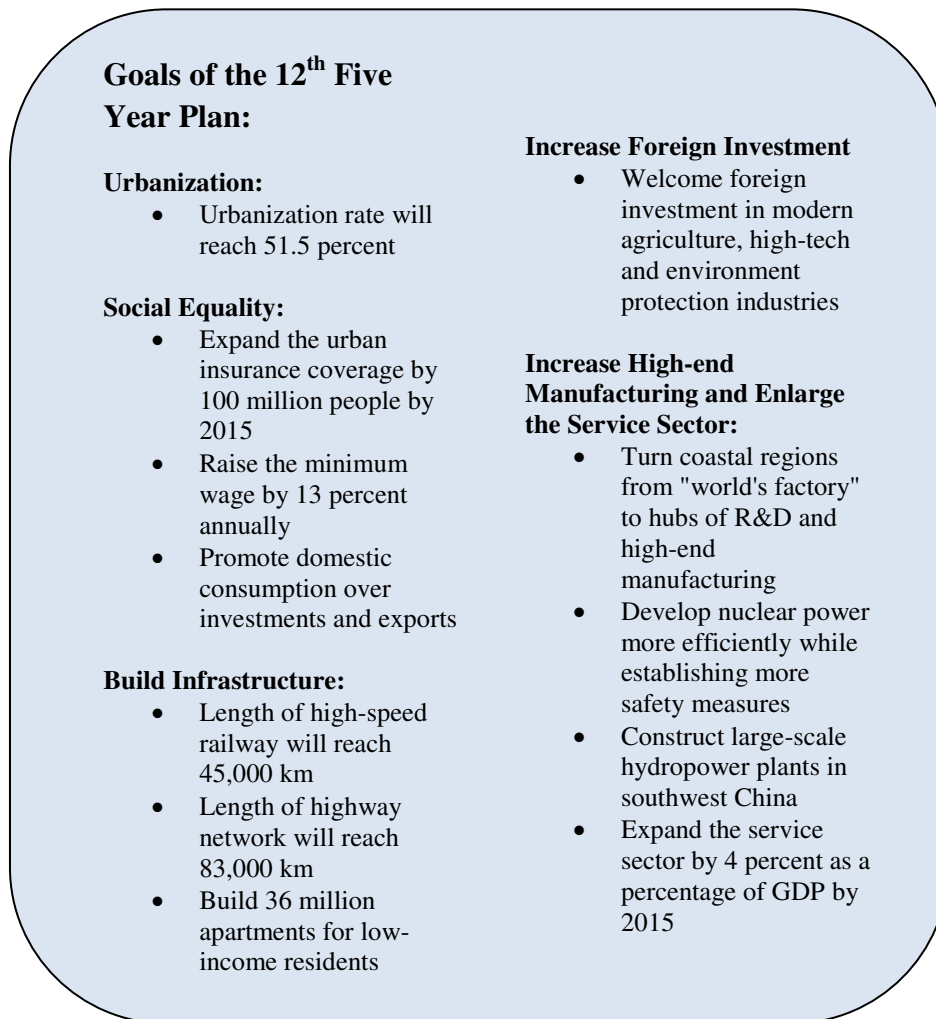 Goals of the 12th Five
Year Plan:
Urbanization:
• Urbanization rate will
reach 51.5 percent
Social Equality:
• Expand the urban
insurance coverage by
100 million people by
2015
• Raise the minimum
wage by 13 percent
annually
• Promote domestic
consumption over
investments and exports
Build Infrastructure:
• Length of high-speed
railway will reach
45,000 km
• Length of highway
network will reach
83,000 km
• Build 36 million
apartments for low-
income residents
Increase Foreign Investment
• Welcome foreign
investment in modern
agriculture, high-tech
and environment
protection industries
Increase High-end
Manufacturing and Enlarge
the Service Sector:
• Turn coastal regions
from "world's factory"
to hubs of R&D and
high-end
manufacturing
• Develop nuclear power
more efficiently while
establishing more
safety measures
• Construct large-scale
hydropower plants in
southwest China
• Expand the service
sector by 4 percent as a
percentage of GDP by
2015